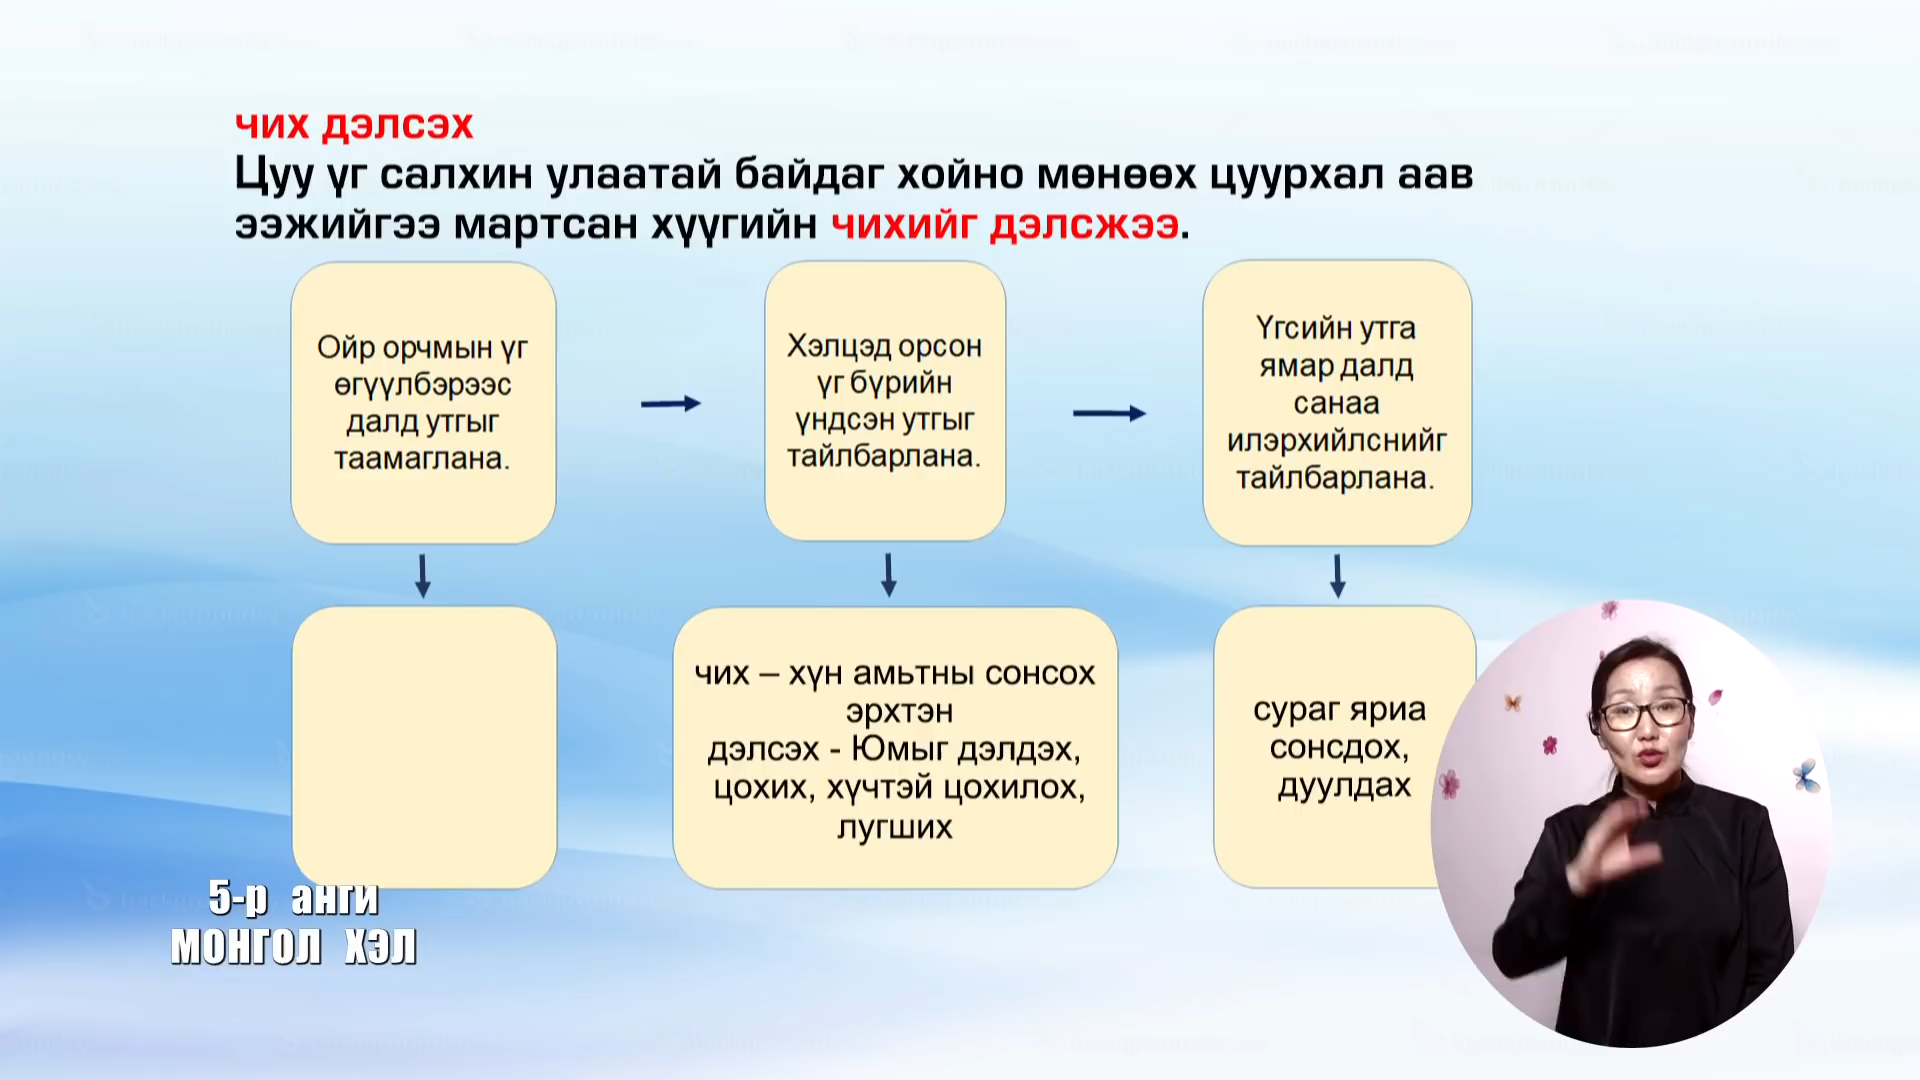 чих дэлсэх
Цуу үг салхин улаатай байдаг хойно мөнөөх цуурхал аав
ээжийгээ мартсан хүүгийн чихийг дэлсжээ.
Ойр орчмын үг
өгүүлбэрээс
далд утгыг
таамаглана.
Хэлцэд орсон
үг бүрийн
үндсэн утгыг
тайлбарлана.
Үгсийн утга
ямар далд
санаа
илэрхийлснийг
тайлбарлана.
чих – хүн амьтны сонсох
эрхтэн
дэлсэх - Юмыг дэлдэх,
цохих, хүчтэй цохилох,
лугших
сураг яриа
сонсдох,
дуулдах
5-р анги
МОНГОЛ ХЭЛ